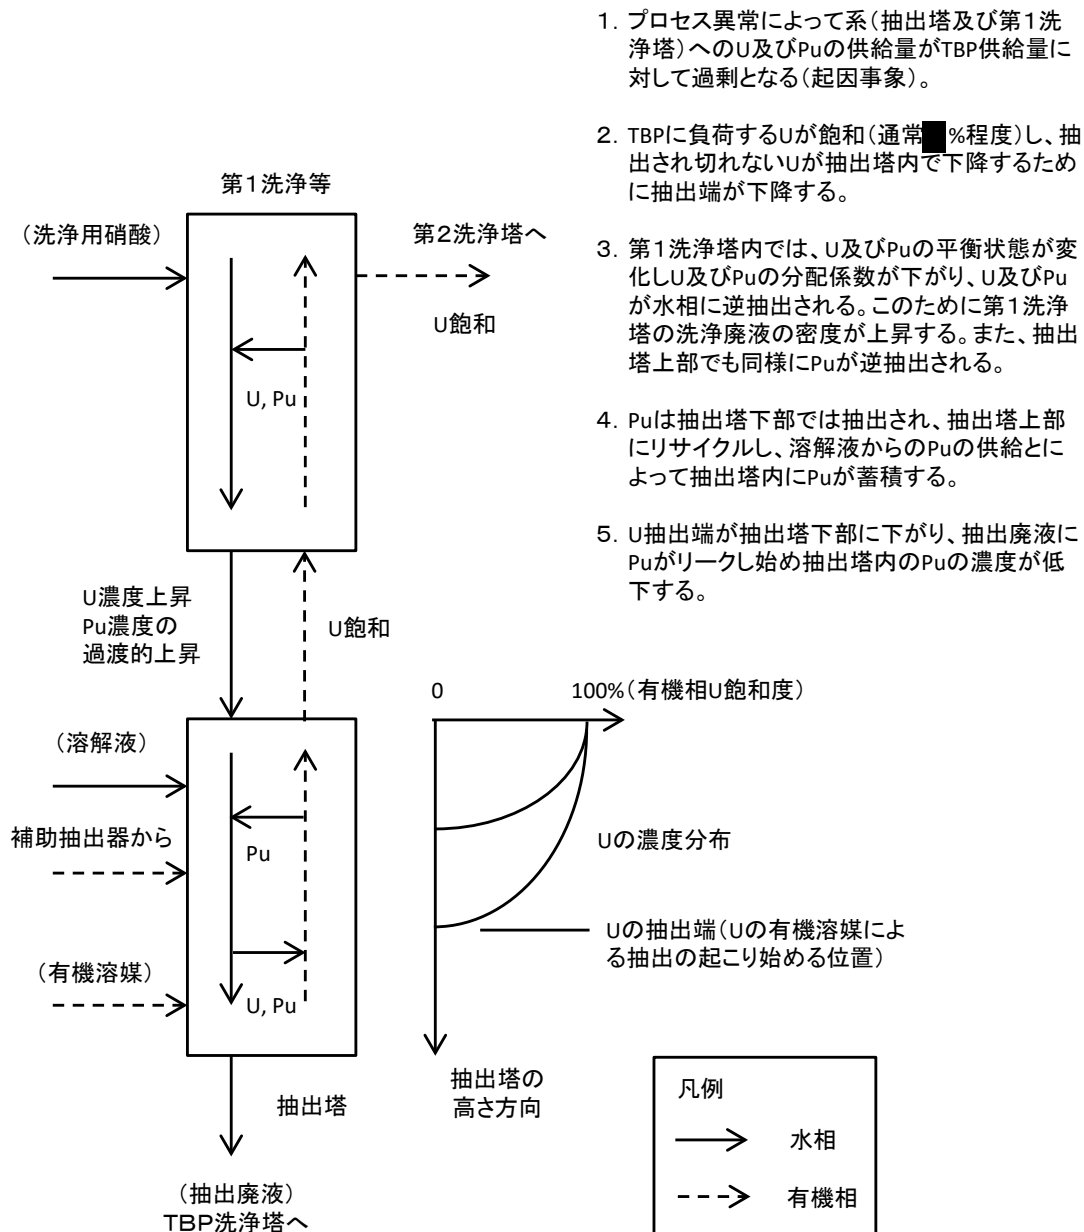 1. プロセス異常によって系(抽出塔及び第1洗
浄塔)へのU及びPuの供給量がTBP供給量に
対して過剰となる(起因事象)。
2. TBPに負荷するUが飽和(通常 %程度)し、抽
出され切れないUが抽出塔内で下降するため
に抽出端が下降する。
3. 第1洗浄塔内では、U及びPuの平衡状態が変
化しU及びPuの分配係数が下がり、U及びPu
が水相に逆抽出される。このために第1洗浄
塔の洗浄廃液の密度が上昇する。また、抽出
塔上部でも同様にPuが逆抽出される。
4. Puは抽出塔下部では抽出され、抽出塔上部
にリサイクルし、溶解液からのPuの供給とに
よって抽出塔内にPuが蓄積する。
5. U抽出端が抽出塔下部に下がり、抽出廃液に
Puがリークし始め抽出塔内のPuの濃度が低
下する。
第1洗浄等
(洗浄用硝酸)
第2洗浄塔へ
U飽和
U, Pu
U濃度上昇
Pu濃度の
過渡的上昇
U飽和
(溶解液)
補助抽出器から
Pu
(有機溶媒)
U, Pu
抽出塔
(抽出廃液)
TBP洗浄塔へ
0
100%(有機相U飽和度)
Uの濃度分布
Uの抽出端(Uの有機溶媒によ
る抽出の起こり始める位置)
抽出塔の
高さ方向
凡例
水相
有機相